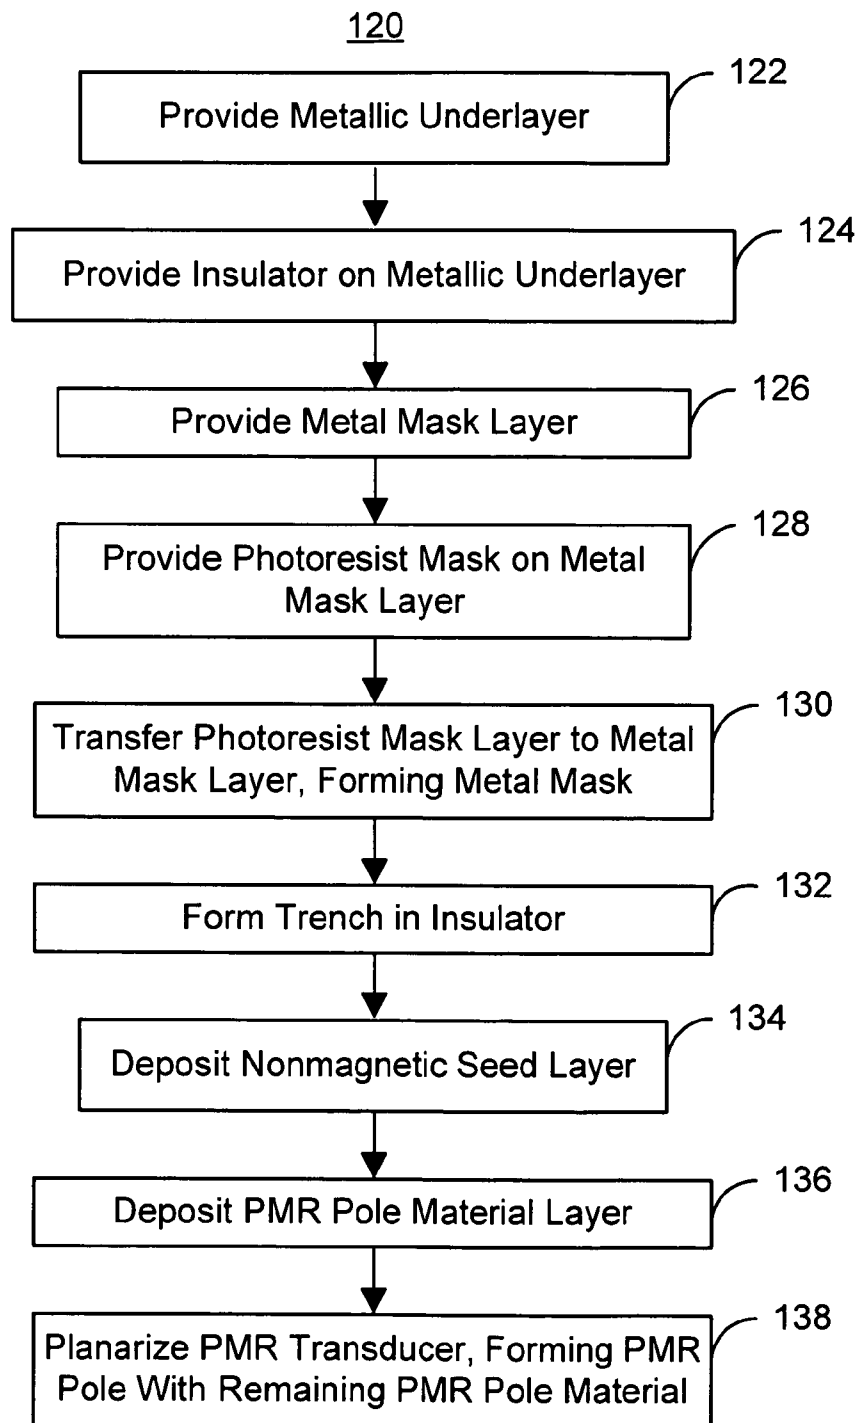 120
122
Provide Metallic Underlayer
124
Provide Insulator on Metallic Underlayer
126
Provide Metal Mask Layer
128
Provide Photoresist Mask on Metal
Mask Layer
130
Transfer Photoresist Mask Layer to Metal
Mask Layer, Forming Metal Mask
132
Form Trench in Insulator
134
Deposit Nonmagnetic Seed Layer
136
Deposit PMR Pole Material Layer
138
Planarize PMR Transducer, Forming PMR
Pole With Remaining PMR Pole Material